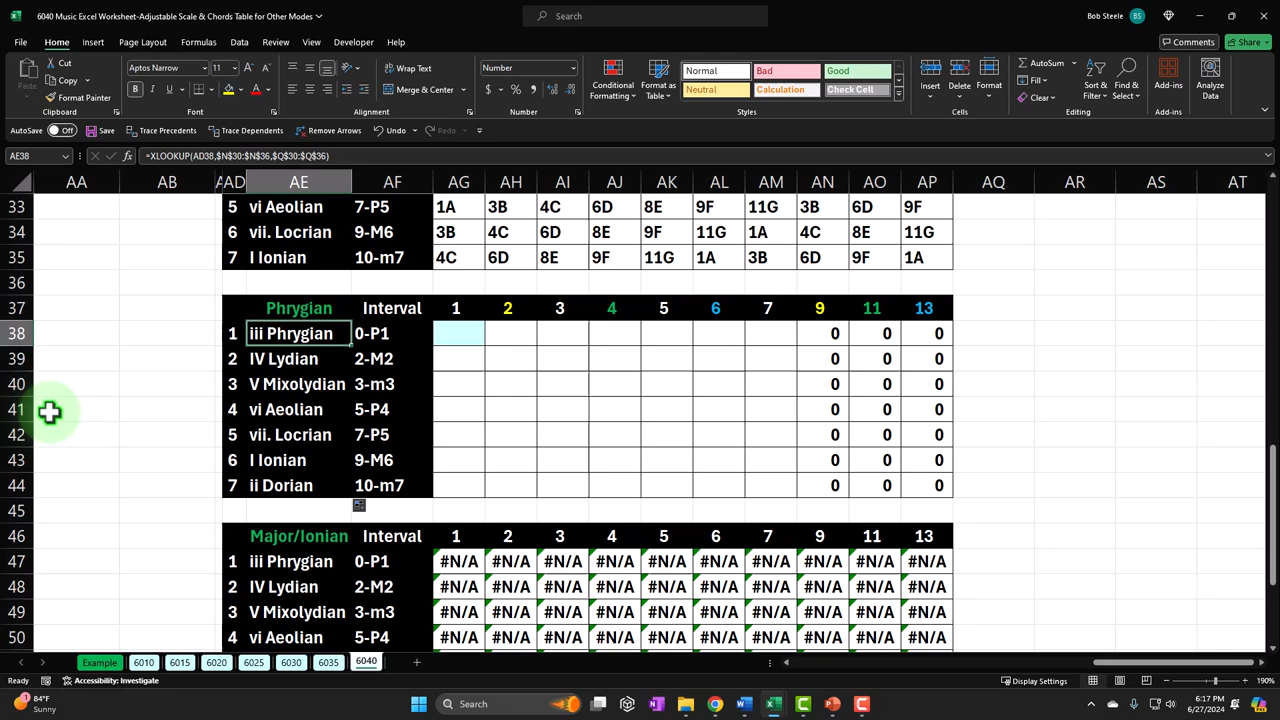 6040 Music Excel Worksheet-Adjustable Scale & Chords Table for Other Modes
Search
Bob Steele BS
File Home Insert Page Layout Formulas Data Review View Developer Help Comments Share
Cut Aptos Narrow 11 Wrap Text Number Normal Bad Good AutoSum
Copy Fill
Paste Format Painter Merge & Center Conditional Formatting Format as Table Neutral Calculation Check Cell Insert Delete Format Clear Sort & Filter Find & Select Add-ins Analyze Data
Clipboard Font Alignment Number Styles Cells Editing Add-ins
AutoSave Off Save Trace Precedents Trace Dependents Remove Arrows Undo Redo
AE38 fx =XLOOKUP(AD38,$N$30:$N$36,$Q$30:$Q$36)
AA AB AD AE AF AG AH AI AJ AK AL AM AN AO AP AQ AR AS AT
33 5 vi Aeolian 7-P5 1A 3B 4C 6D 8E 9F 11G 3B 6D 9F
34 6 vii. Locrian 9-M6 3B 4C 6D 8E 9F 11G 1A 4C 8E 11G
35 7 I Ionian 10-m7 4C 6D 8E 9F 11G 1A 3B 6D 9F 1A
36
37 Phrygian Interval 1 2 3 4 5 6 7 9 11 13
38 1 iii Phrygian 0-P1 0 0 0
39 2 IV Lydian 2-M2 0 0 0
40 3 V Mixolydian 3-m3 0 0 0
41 4 vi Aeolian 5-P4 0 0 0
42 5 vii. Locrian 7-P5 0 0 0
43 6 I Ionian 9-M6 0 0 0
44 7 ii Dorian 10-m7 0 0 0
45
46 Major/Ionian Interval 1 2 3 4 5 6 7 9 11 13
47 1 iii Phrygian 0-P1 #N/A #N/A #N/A #N/A #N/A #N/A #N/A #N/A #N/A #N/A
48 2 IV Lydian 2-M2 #N/A #N/A #N/A #N/A #N/A #N/A #N/A #N/A #N/A #N/A
49 3 V Mixolydian 3-m3 #N/A #N/A #N/A #N/A #N/A #N/A #N/A #N/A #N/A #N/A
50 4 vi Aeolian 5-P4 #N/A #N/A #N/A #N/A #N/A #N/A #N/A #N/A #N/A #N/A
Example 6010 6015 6020 6025 6030 6035 6040
Ready Accessibility: Investigate Display Settings 190%
84°F Search 6:17 PM
Sunny 6/27/2024